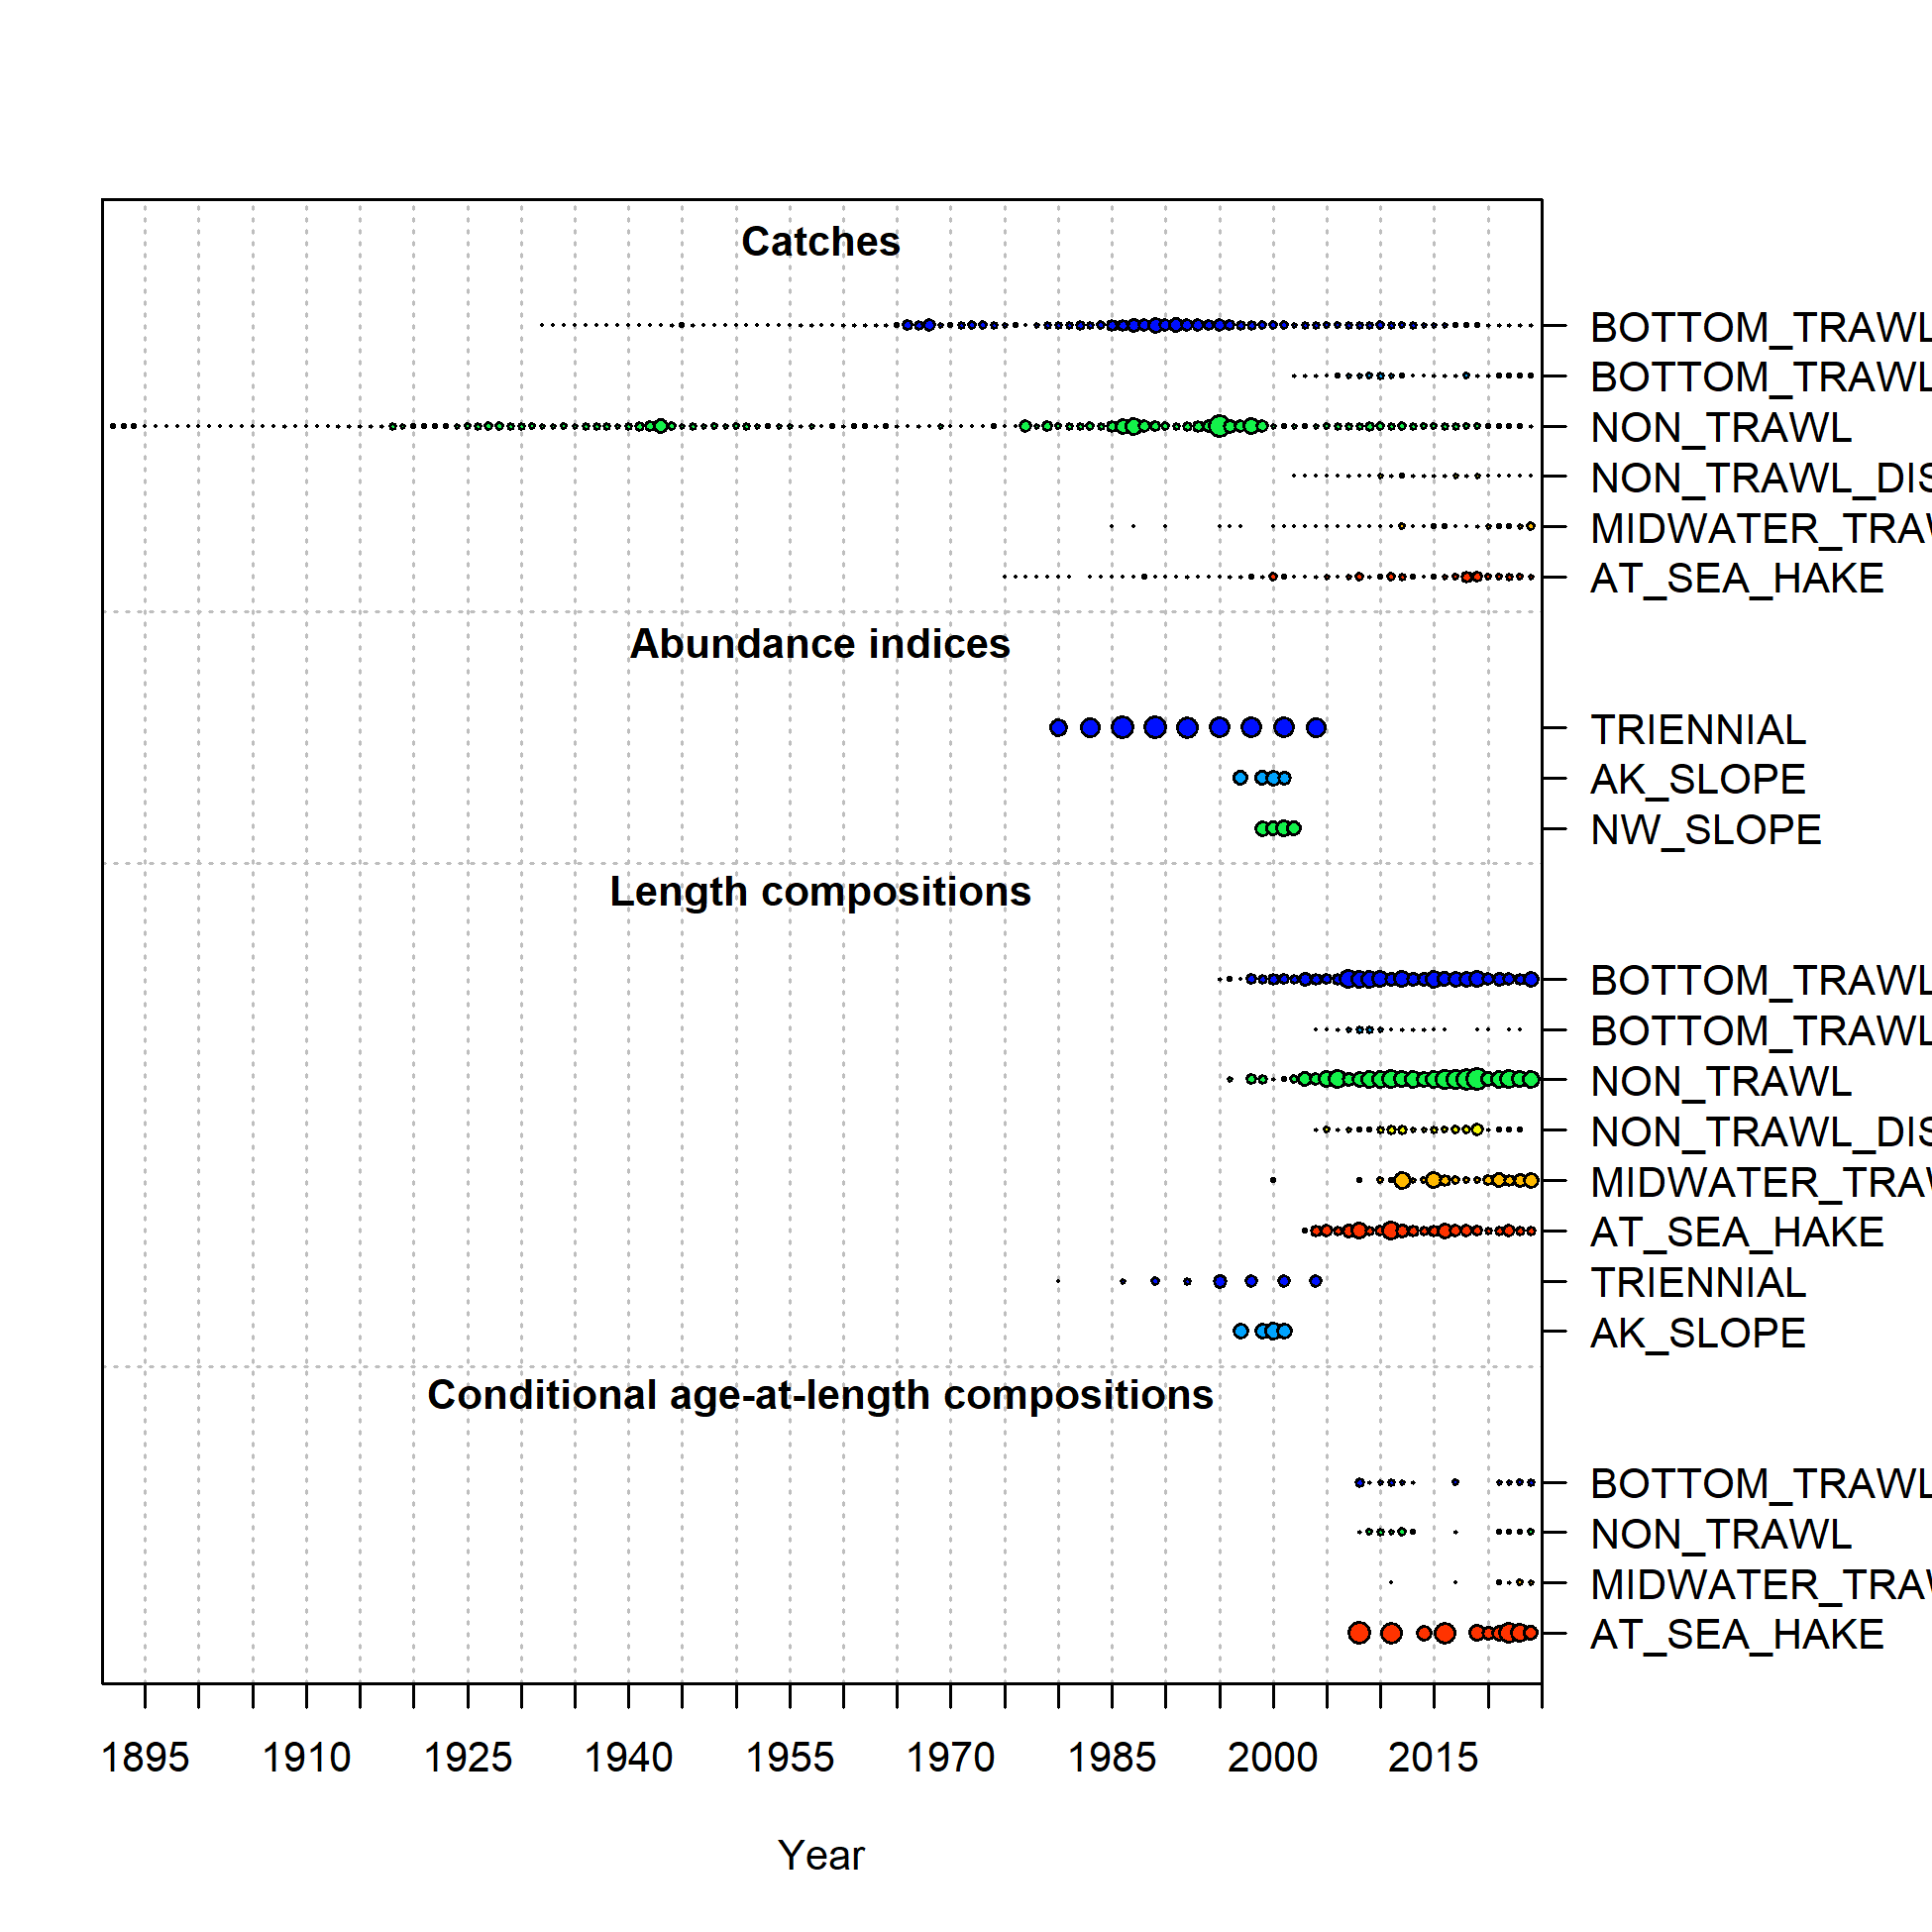 Catches
BOTTOM_TRAWL
BOTTOM_TRAWL
NON_TRAWL
NON_TRAWL_DIS
MIDWATER_TRAW
AT_SEA_HAKE
Abundance indices
TRIENNIAL
AK_SLOPE
NW_SLOPE
Length compositions
BOTTOM_TRAWL
BOTTOM_TRAWL
NON_TRAWL
NON_TRAWL_DIS
MIDWATER_TRAW
AT_SEA_HAKE
TRIENNIAL
AK_SLOPE
Conditional age-at-length compositions
BOTTOM_TRAWL
NON_TRAWL
MIDWATER_TRAW
AT_SEA_HAKE
1895 1910 1925 1940 1955 1970 1985 2000 2015
Year